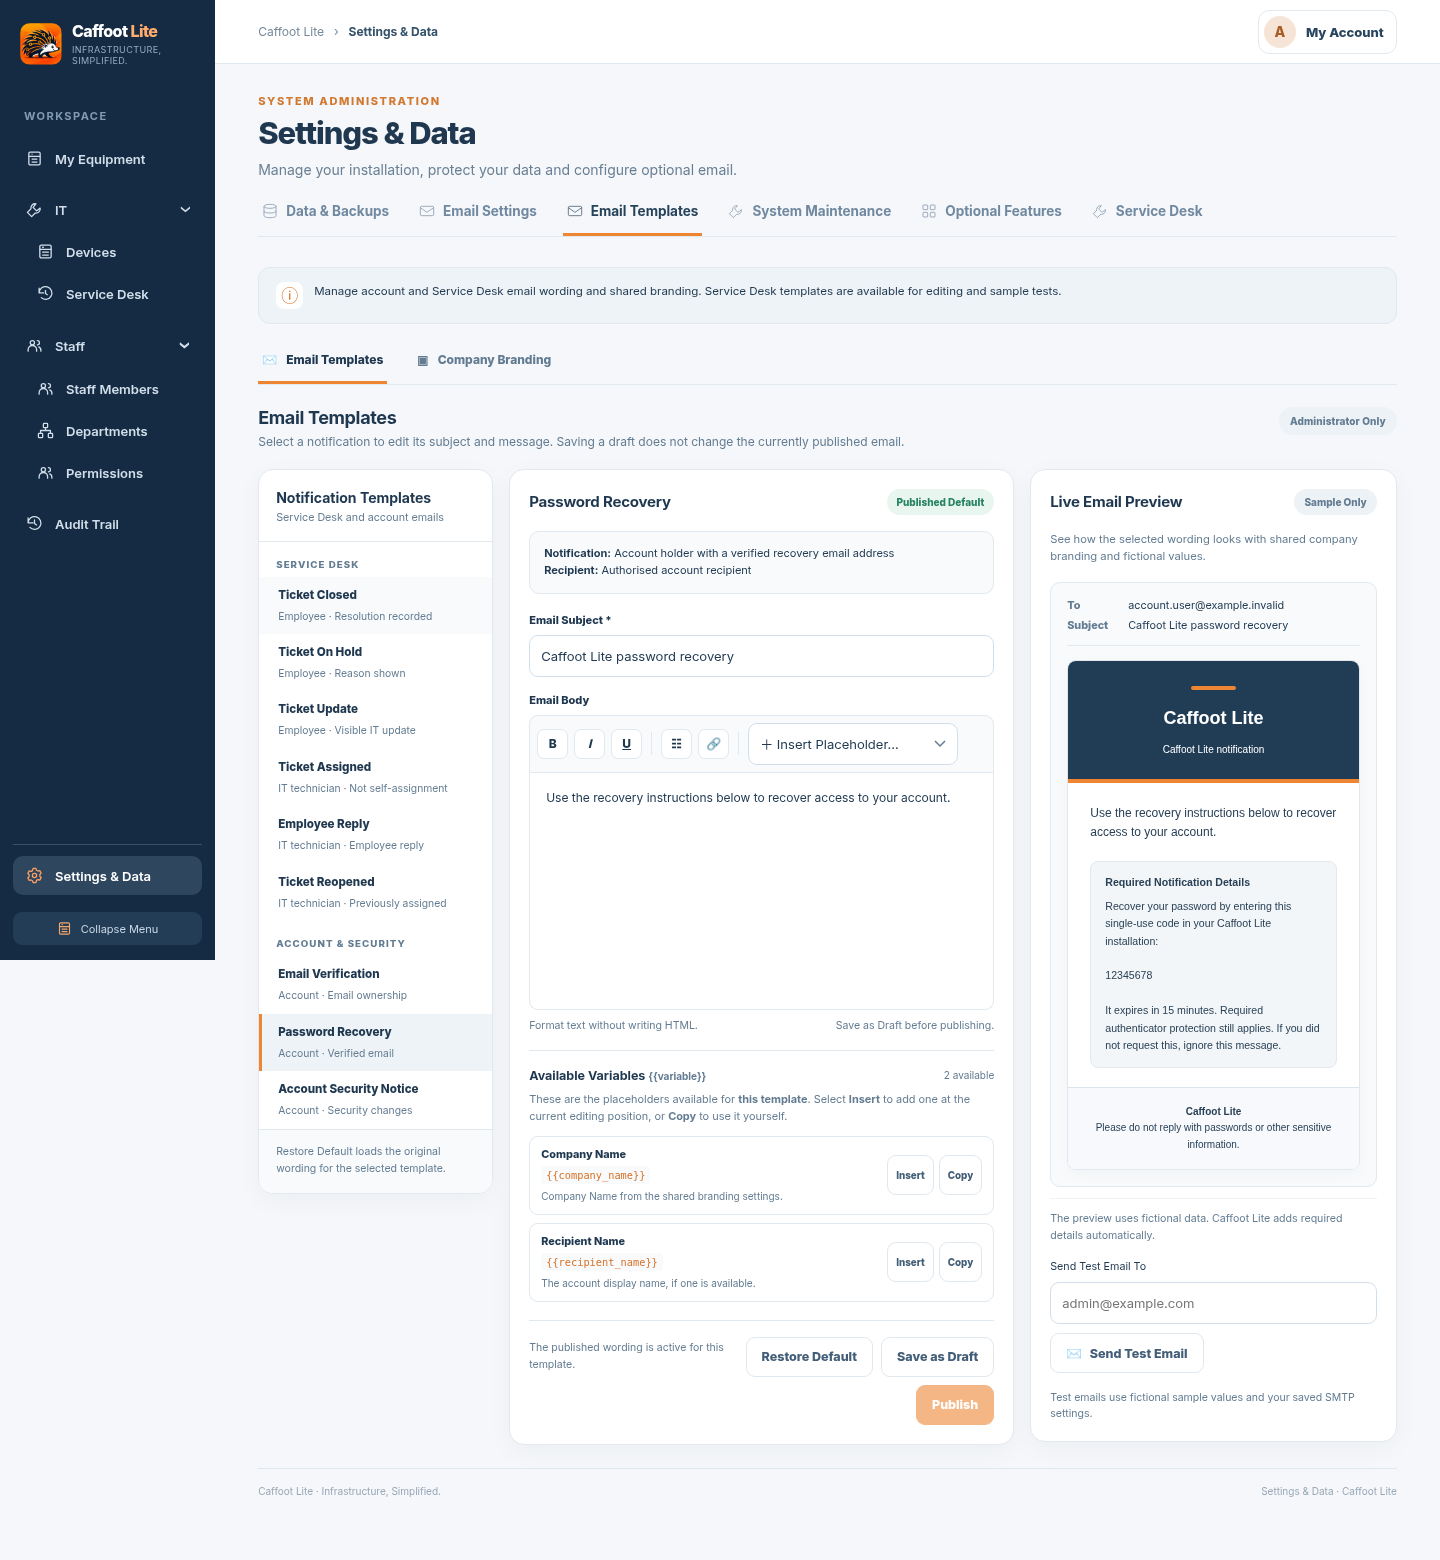 Caffoot Lite
INFRASTRUCTURE,
SIMPLIFIED.
WORKSPACE
My Equipment
IT
Devices
Service Desk
Staff
Staff Members
Departments
Permissions
Audit Trail
Settings & Data
Collapse Menu
Caffoot Lite › Settings & Data
A My Account
SYSTEM ADMINISTRATION
Settings & Data
Manage your installation, protect your data and configure optional email.
Data & Backups Email Settings Email Templates System Maintenance Optional Features Service Desk
Manage account and Service Desk email wording and shared branding. Service Desk templates are available for editing and sample tests.
Email Templates Company Branding
Email Templates
Administrator Only
Select a notification to edit its subject and message. Saving a draft does not change the currently published email.
Notification Templates
Service Desk and account emails
SERVICE DESK
Ticket Closed
Employee · Resolution recorded
Ticket On Hold
Employee · Reason shown
Ticket Update
Employee · Visible IT update
Ticket Assigned
IT technician · Not self-assignment
Employee Reply
IT technician · Employee reply
Ticket Reopened
IT technician · Previously assigned
ACCOUNT & SECURITY
Email Verification
Account · Email ownership
Password Recovery
Account · Verified email
Account Security Notice
Account · Security changes
Restore Default loads the original
wording for the selected template.
Password Recovery
Published Default
Notification: Account holder with a verified recovery email address
Recipient: Authorised account recipient
Email Subject *
Caffoot Lite password recovery
Email Body
B I U + Insert Placeholder...
Use the recovery instructions below to recover access to your account.
Format text without writing HTML. Save as Draft before publishing.
Available Variables {{variable}} 2 available
These are the placeholders available for this template. Select Insert to add one at the
current editing position, or Copy to use it yourself.
Company Name
{{company_name}}
Company Name from the shared branding settings.
Insert Copy
Recipient Name
{{recipient_name}}
The account display name, if one is available.
Insert Copy
The published wording is active for this
template.
Restore Default Save as Draft
Publish
Live Email Preview
Sample Only
See how the selected wording looks with shared company
branding and fictional values.
To account.user@example.invalid
Subject Caffoot Lite password recovery
Caffoot Lite
Caffoot Lite notification
Use the recovery instructions below to recover
access to your account.
Required Notification Details
Recover your password by entering this
single-use code in your Caffoot Lite
installation:
12345678
It expires in 15 minutes. Required
authenticator protection still applies. If you did
not request this, ignore this message.
Caffoot Lite
Please do not reply with passwords or other sensitive
information.
The preview uses fictional data. Caffoot Lite adds required
details automatically.
Send Test Email To
admin@example.com
Send Test Email
Test emails use fictional sample values and your saved SMTP
settings.
Caffoot Lite · Infrastructure, Simplified.
Settings & Data · Caffoot Lite